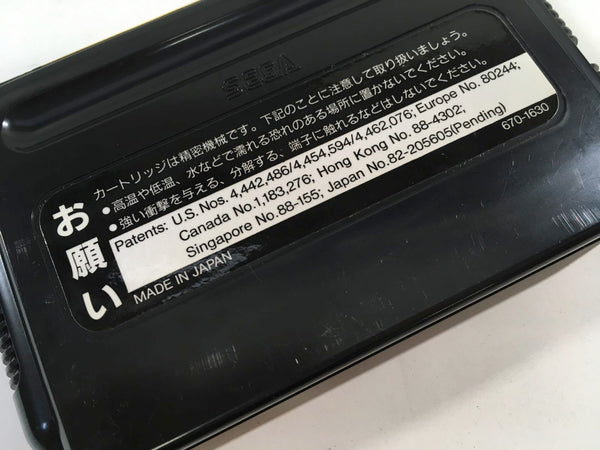 SEGA
お願い
カートリッジは精密機械です。下記のことに注意して取り扱いましょう。
●高温や低温、水などで濡れる恐れのある場所に置かないでください。
●強い衝撃を与える、分解する、端子に触れるなどはしないでください。
Patents: U.S. Nos. 4,442,486/4,454,594/4,462,076; Europe No. 80244;
Canada No.1,183,276; Hong Kong No. 88-4302;
Singapore No.88-155; Japan No.82-205605(Pending)
MADE IN JAPAN
670-1630